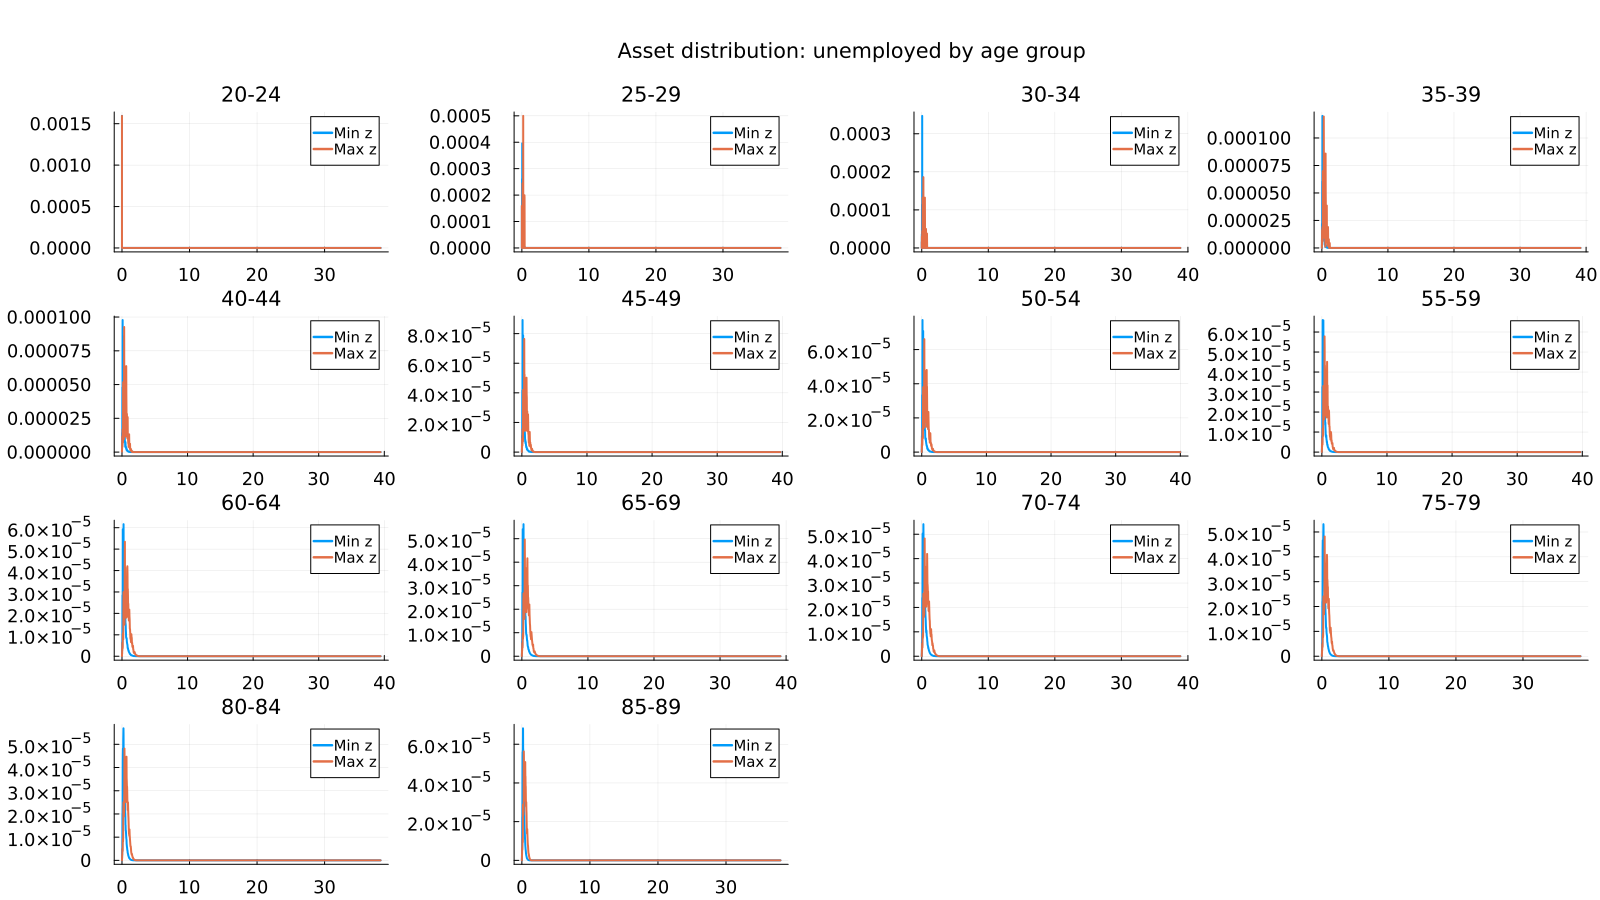 Asset distribution: unemployed by age group
20-24
0.0015
0.0010
0.0005
0.0000
Min z
Max z
0 10 20 30
25-29
0.0005
0.0004
0.0003
0.0002
0.0001
0.0000
Min z
Max z
0 10 20 30
30-34
0.0003
0.0002
0.0001
0.0000
Min z
Max z
0 10 20 30 40
35-39
0.000100
0.000075
0.000050
0.000025
0.000000
Min z
Max z
0 10 20 30 40
40-44
0.000100
0.000075
0.000050
0.000025
0.000000
Min z
Max z
0 10 20 30 40
45-49
8.0×10⁻⁵
6.0×10⁻⁵
4.0×10⁻⁵
2.0×10⁻⁵
0
Min z
Max z
0 10 20 30 40
50-54
6.0×10⁻⁵
4.0×10⁻⁵
2.0×10⁻⁵
0
Min z
Max z
0 10 20 30 40
55-59
6.0×10⁻⁵
5.0×10⁻⁵
4.0×10⁻⁵
3.0×10⁻⁵
2.0×10⁻⁵
1.0×10⁻⁵
0
Min z
Max z
0 10 20 30 40
60-64
6.0×10⁻⁵
5.0×10⁻⁵
4.0×10⁻⁵
3.0×10⁻⁵
2.0×10⁻⁵
1.0×10⁻⁵
0
Min z
Max z
0 10 20 30 40
65-69
5.0×10⁻⁵
4.0×10⁻⁵
3.0×10⁻⁵
2.0×10⁻⁵
1.0×10⁻⁵
0
Min z
Max z
0 10 20 30 40
70-74
5.0×10⁻⁵
4.0×10⁻⁵
3.0×10⁻⁵
2.0×10⁻⁵
1.0×10⁻⁵
0
Min z
Max z
0 10 20 30 40
75-79
5.0×10⁻⁵
4.0×10⁻⁵
3.0×10⁻⁵
2.0×10⁻⁵
1.0×10⁻⁵
0
Min z
Max z
0 10 20 30
80-84
5.0×10⁻⁵
4.0×10⁻⁵
3.0×10⁻⁵
2.0×10⁻⁵
1.0×10⁻⁵
0
Min z
Max z
0 10 20 30
85-89
6.0×10⁻⁵
4.0×10⁻⁵
2.0×10⁻⁵
0
Min z
Max z
0 10 20 30